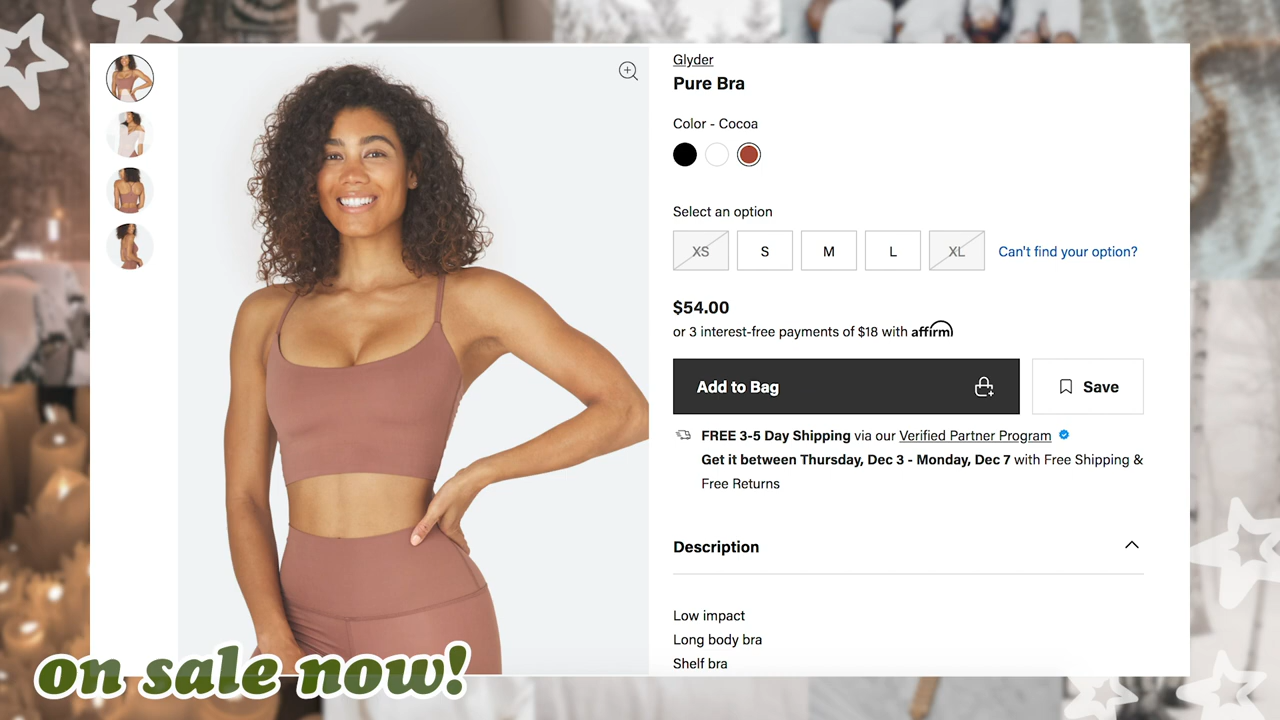 Glyder
Pure Bra
Color - Cocoa
Select an option
XS S M L XL Can't find your option?
$54.00
or 3 interest-free payments of $18 with affirm
Add to Bag Save
FREE 3-5 Day Shipping via our Verified Partner Program
Get it between Thursday, Dec 3 - Monday, Dec 7 with Free Shipping &
Free Returns
Description
Low impact
Long body bra
Shelf bra
on sale now!